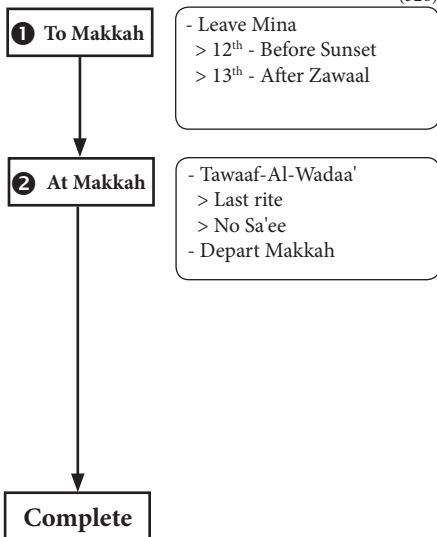 ❶ To Makkah
- Leave Mina
> 12th - Before Sunset
> 13th - After Zawaal
❷ At Makkah
- Tawaaf-Al-Wadaa'
> Last rite
> No Sa'ee
- Depart Makkah
Complete